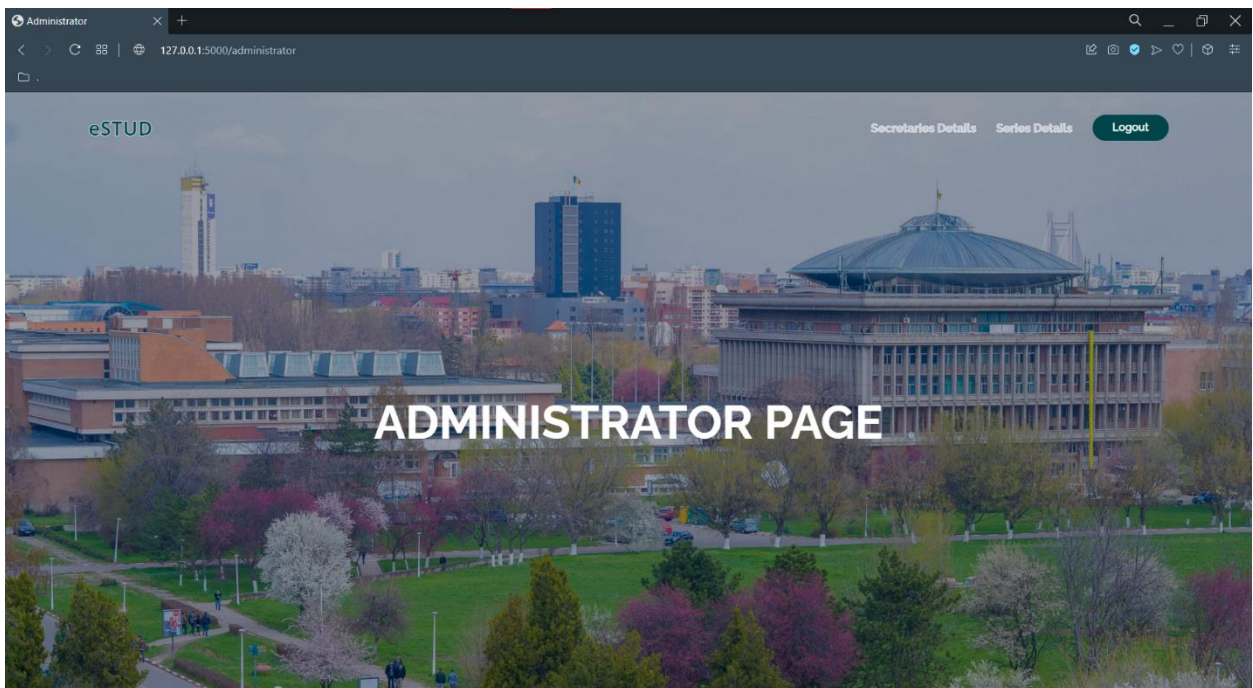 Administrator
127.0.0.1:5000/administrator
.
eSTUD
Secretaries Details Series Details Logout
ADMINISTRATOR PAGE